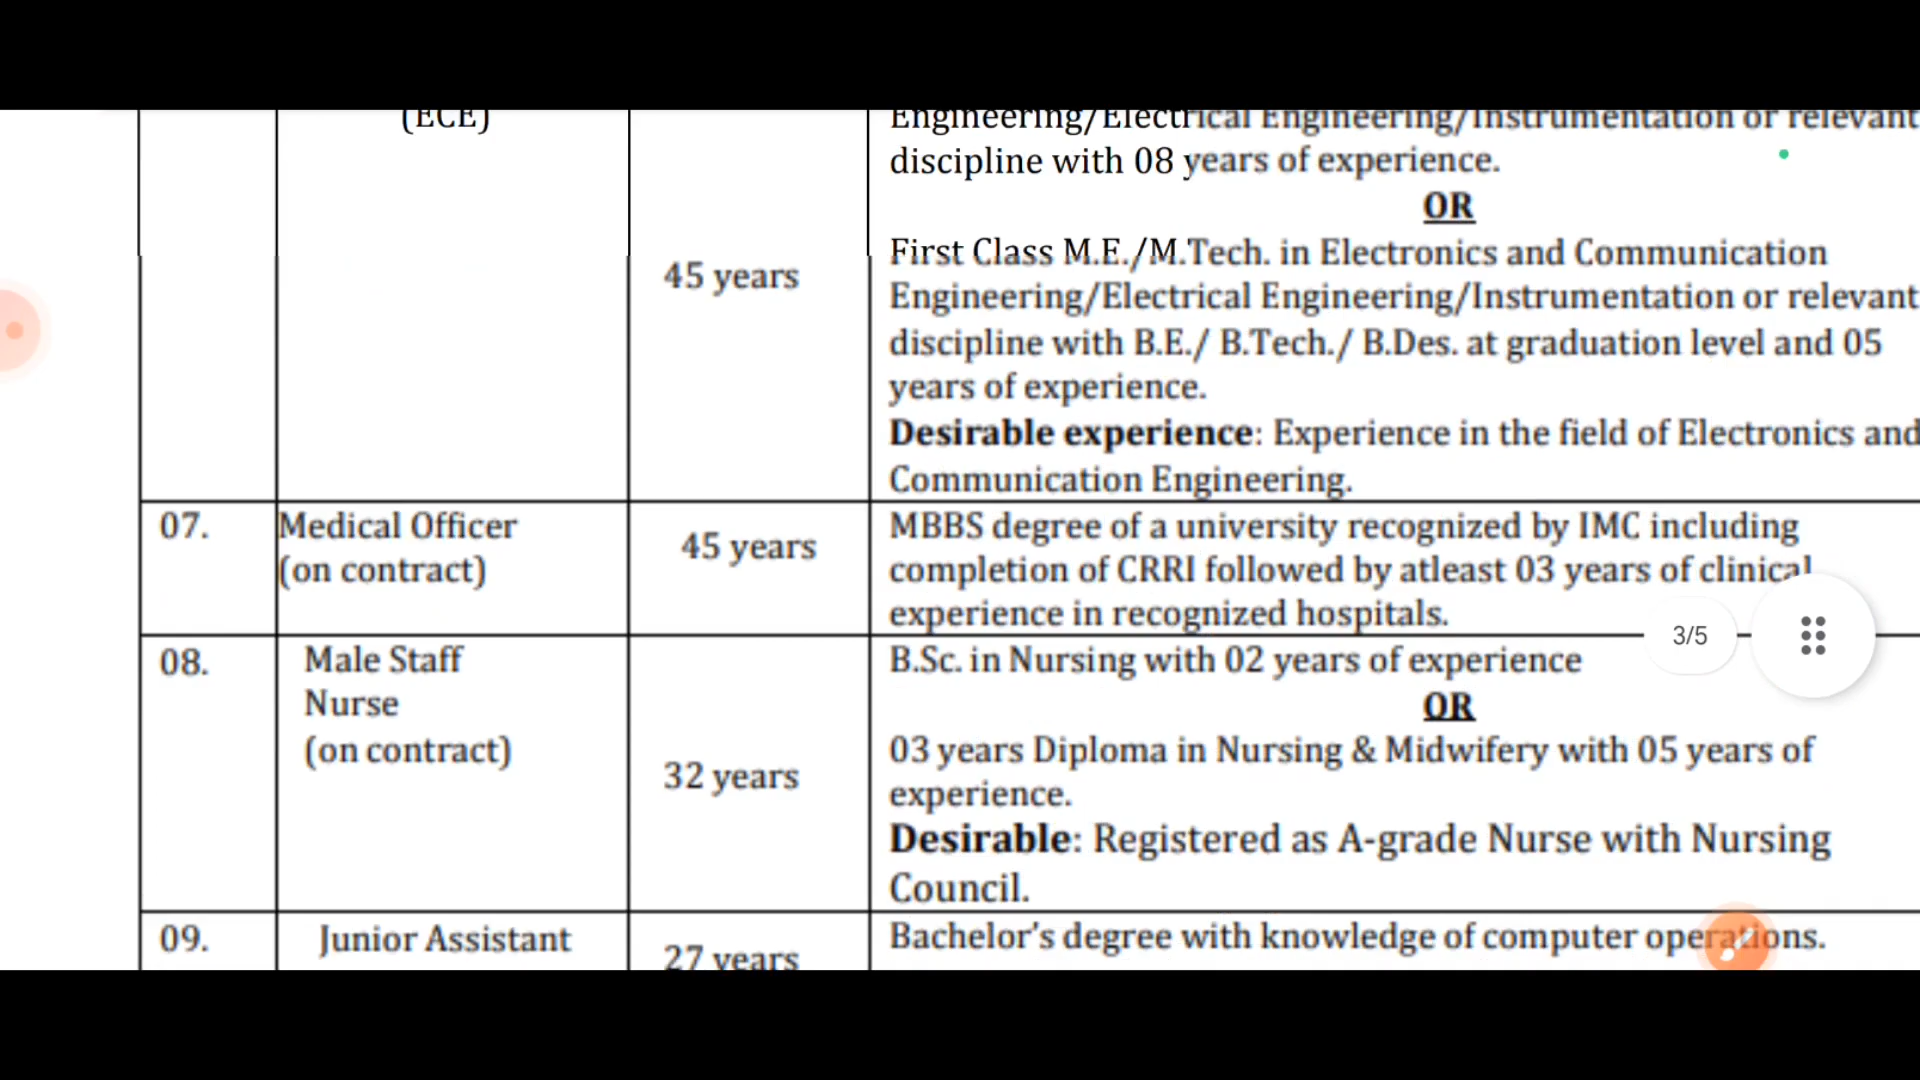 (ECE)
Engineering/Electrical Engineering/Instrumentation or relevant
discipline with 08 years of experience.
OR
45 years
First Class M.E./M.Tech. in Electronics and Communication
Engineering/Electrical Engineering/Instrumentation or relevant
discipline with B.E./ B.Tech./ B.Des. at graduation level and 05
years of experience.
Desirable experience: Experience in the field of Electronics and
Communication Engineering.
07.
Medical Officer
(on contract)
45 years
MBBS degree of a university recognized by IMC including
completion of CRRI followed by atleast 03 years of clinical
experience in recognized hospitals.
3/5
08.
Male Staff
Nurse
(on contract)
32 years
B.Sc. in Nursing with 02 years of experience
OR
03 years Diploma in Nursing & Midwifery with 05 years of
experience.
Desirable: Registered as A-grade Nurse with Nursing
Council.
09.
Junior Assistant
27 years
Bachelor's degree with knowledge of computer operations.